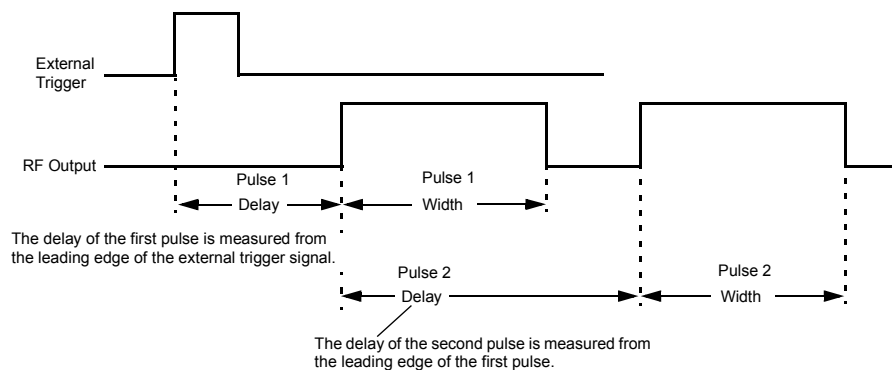 External
Trigger
RF Output
Pulse 1
Delay
Pulse 1
Width
The delay of the first pulse is measured from
the leading edge of the external trigger signal.
Pulse 2
Delay
Pulse 2
Width
The delay of the second pulse is measured from
the leading edge of the first pulse.